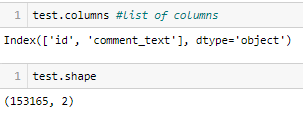 1 test.columns #list of columns
Index(['id', 'comment_text'], dtype='object')
1 test.shape
(153165, 2)